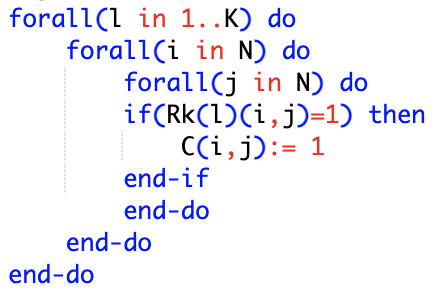 forall(l in 1..K) do
    forall(i in N) do
        forall(j in N) do
        if(Rk(l)(i,j)=1) then
            C(i,j):= 1
        end-if
        end-do
    end-do
end-do